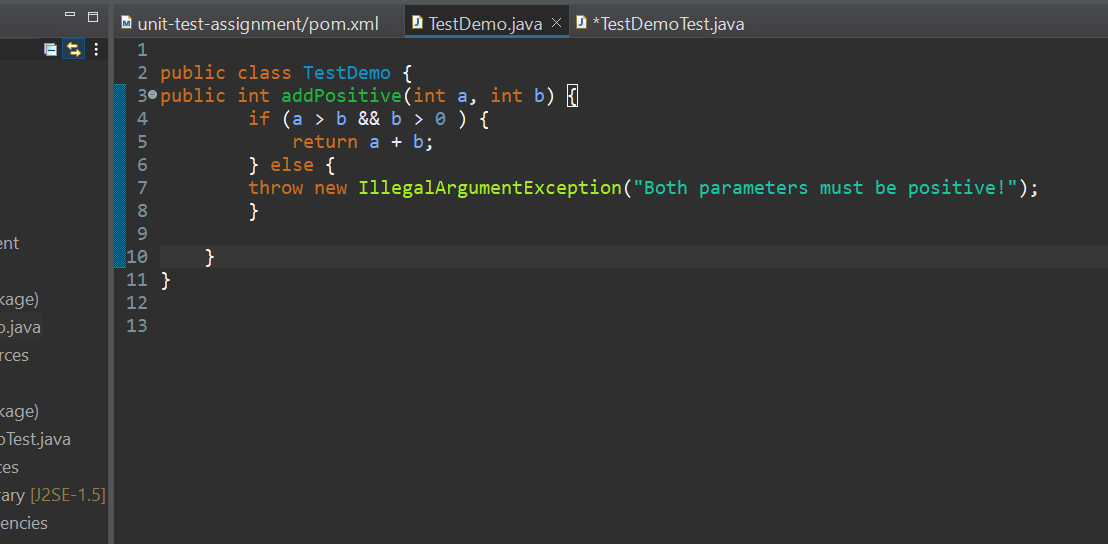 unit-test-assignment/pom.xml TestDemo.java *TestDemoTest.java
1
2 public class TestDemo {
3 public int addPositive(int a, int b) {
4 if (a > b && b > 0 ) {
5 return a + b;
6 } else {
7 throw new IllegalArgumentException("Both parameters must be positive!");
8 }
9
10 }
11 }
12
13
ent
kage)
o.java
rces
kage)
oTest.java
ces
rary [J2SE-1.5]
encies